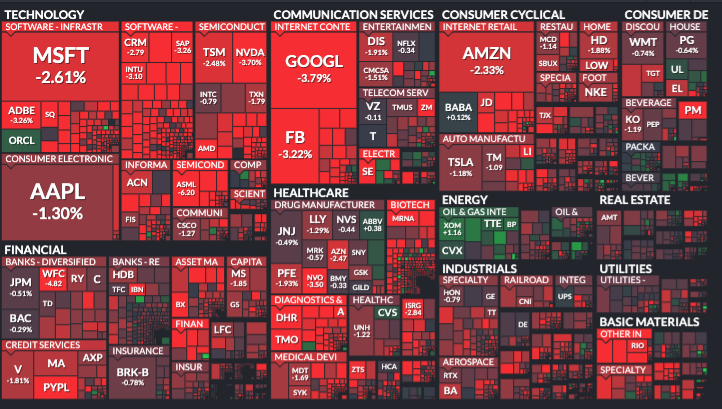 TECHNOLOGY
SOFTWARE - INFRASTR
MSFT
-2.61%
ADBE
-3.26%
SQ
ORCL
SOFTWARE -
CRM
-2.79
SAP
-3.26
INTU
-3.10
SEMICONDUCT
TSM
-2.48%
NVDA
-3.70%
INTC
-0.79
TXN
-1.79
AMD
CONSUMER ELECTRONIC
AAPL
-1.30%
INFORMA
ACN
FIS
SEMICOND
ASML
-6.20
COMMUNI
CSCO
-1.27
COMP
SCIENT
COMMUNICATION SERVICES
INTERNET CONTE
GOOGL
-3.79%
FB
-3.22%
ENTERTAINMEN
DIS
-1.91%
NFLX
-0.34
CMCSA
-1.51%
TELECOM SERV
VZ
-0.11
TMUS
ZM
T
ELECTR
SE
CONSUMER CYCLICAL
INTERNET RETAIL
AMZN
-2.33%
BABA
+0.12%
JD
RESTAU
MCD
-1.14
SBUX
HOME
HD
-1.88%
LOW
SPECIA
FOOT
NKE
TJX
AUTO MANUFACTU
TSLA
-1.18%
TM
-1.09
LI
CONSUMER DE
DISCOU
WMT
-0.74%
TGT
HOUSE
PG
-0.64%
UL
EL
BEVERAGE
KO
-1.19
PEP
PM
PACKA
BEVER
HEALTHCARE
DRUG MANUFACTURER
JNJ
-0.49%
LLY
-1.29%
NVS
-0.44
ABBV
+0.38
MRK
-0.57
AZN
-2.47
SNY
PFE
-1.93%
NVO
-3.50
BMY
-0.33
GSK
GILD
BIOTECH
MRNA
DIAGNOSTICS &
DHR
A
TMO
HEALTHC
CVS
UNH
-1.22
ISRG
-2.84
MEDICAL DEVI
MDT
-1.69
SYK
ZTS
HCA
ENERGY
OIL & GAS INTE
XOM
+1.16
TTE
BP
CVX
OIL &
REAL ESTATE
AMT
FINANCIAL
BANKS - DIVERSIFIED
JPM
-0.51%
WFC
-4.82
RY
C
BAC
-0.29%
TD
BANKS - RE
HDB
TFC
IBN
ASSET MA
BX
CAPITA
MS
-1.85
GS
CREDIT SERVICES
V
-1.81%
MA
AXP
PYPL
INSURANCE
BRK-B
-0.78%
FINAN
LFC
INSUR
INDUSTRIALS
SPECIALTY
HON
-0.79
GE
TT
RAILROAD
CNI
INTEG
UPS
DE
AEROSPACE
RTX
BA
UTILITIES
UTILITIES -
BASIC MATERIALS
OTHER IN
RIO
SPECIALTY